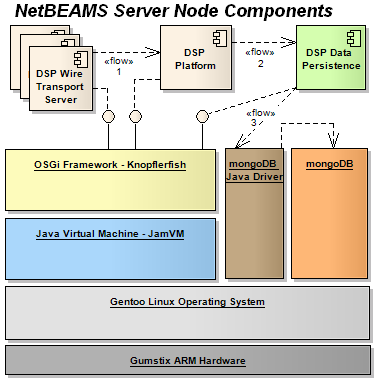 NetBEAMS Server Node Components
DSP Wire
Transport
Server
«flow»
1
DSP
Platform
«flow»
2
DSP Data
Persistence
«flow»
3
OSGi Framework - Knopflerfish
mongoDB
Java Driver
mongoDB
Java Virtual Machine - JamVM
Gentoo Linux Operating System
Gumstix ARM Hardware